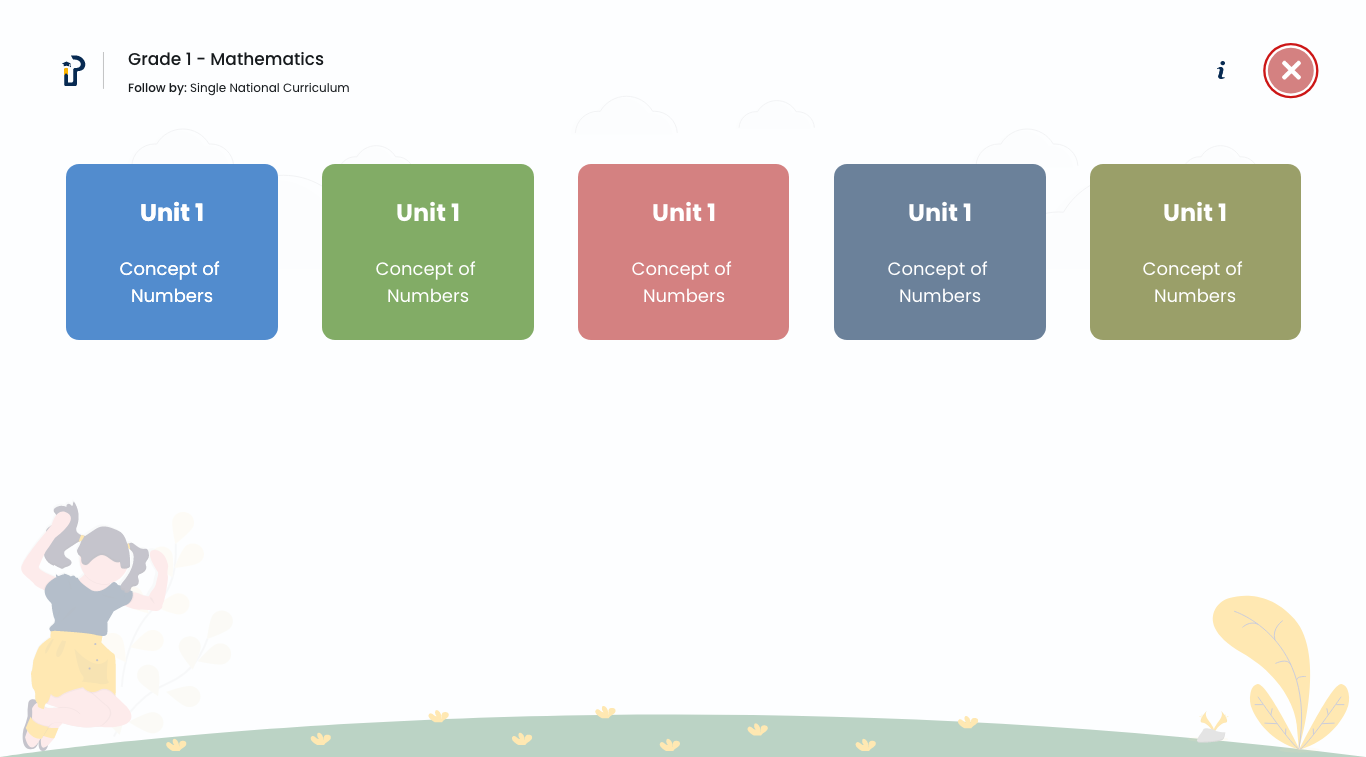 Grade 1 - Mathematics
Follow by: Single National Curriculum
i
Unit 1
Concept of
Numbers
Unit 1
Concept of
Numbers
Unit 1
Concept of
Numbers
Unit 1
Concept of
Numbers
Unit 1
Concept of
Numbers